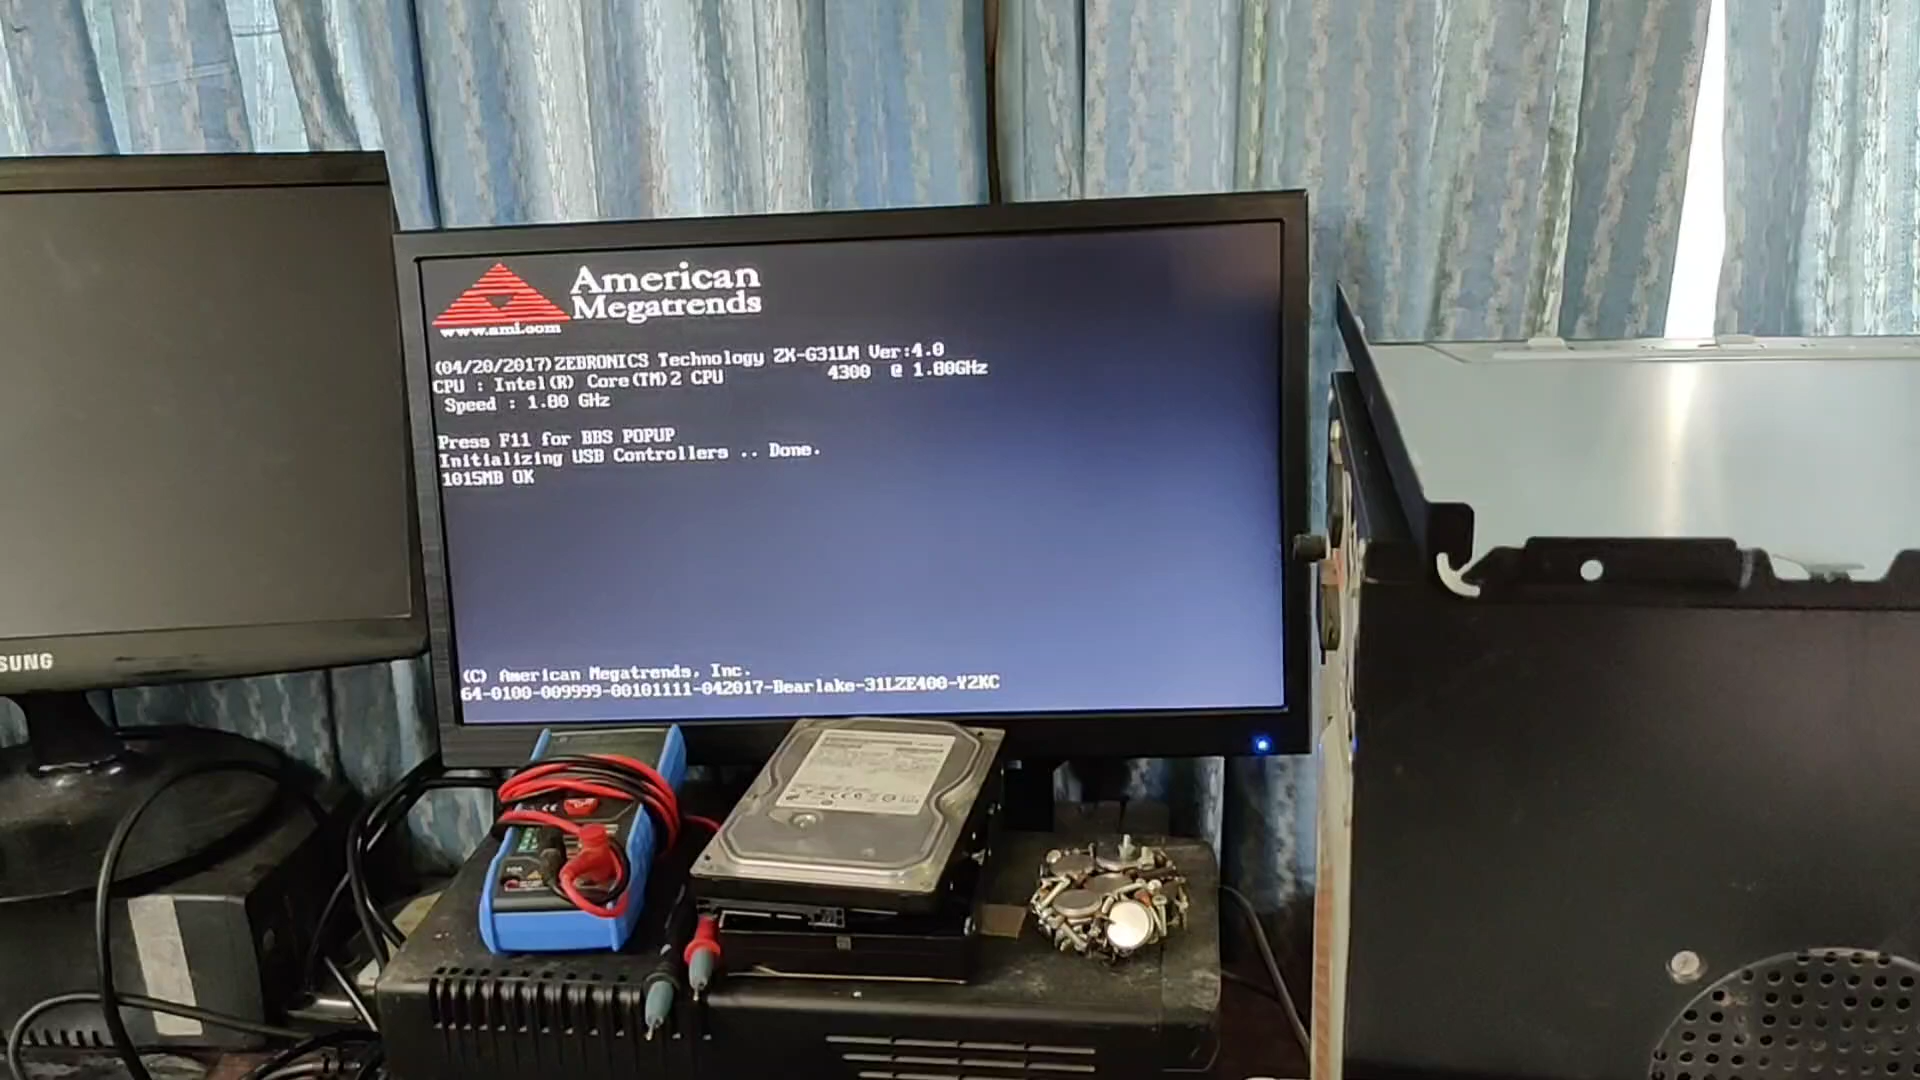 American
Megatrends
www.ami.com
(04/20/2017)ZEBRONICS Technology ZX-G31LM Ver:4.0
CPU : Intel(R) Core(TM)2 CPU 4300 @ 1.80GHz
Speed : 1.80 GHz
Press F11 for BBS POPUP
Initializing USB Controllers .. Done.
1015MB OK
(C) American Megatrends, Inc.
64-0100-009999-00101111-042017-Bearlake-31LZE400-Y2KC
SUNG